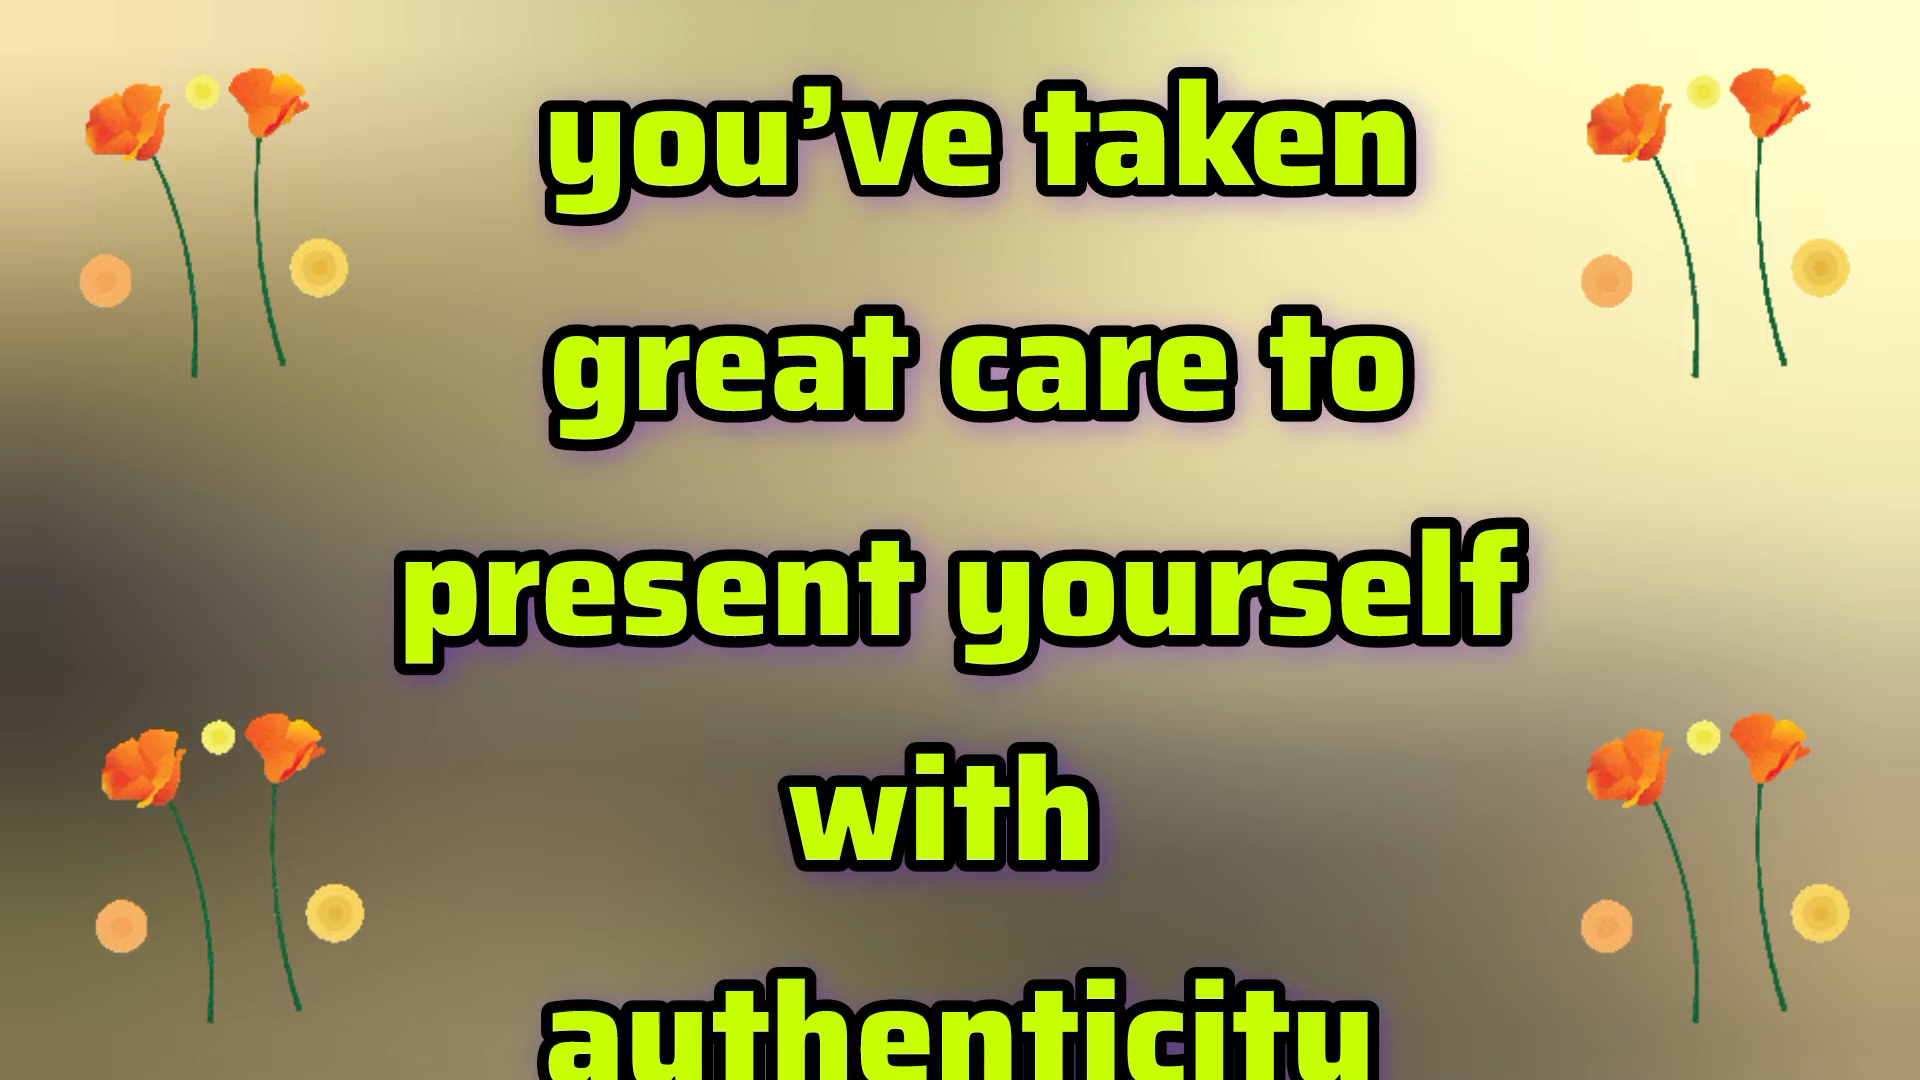 you’ve taken
great care to
present yourself
with
authenticity